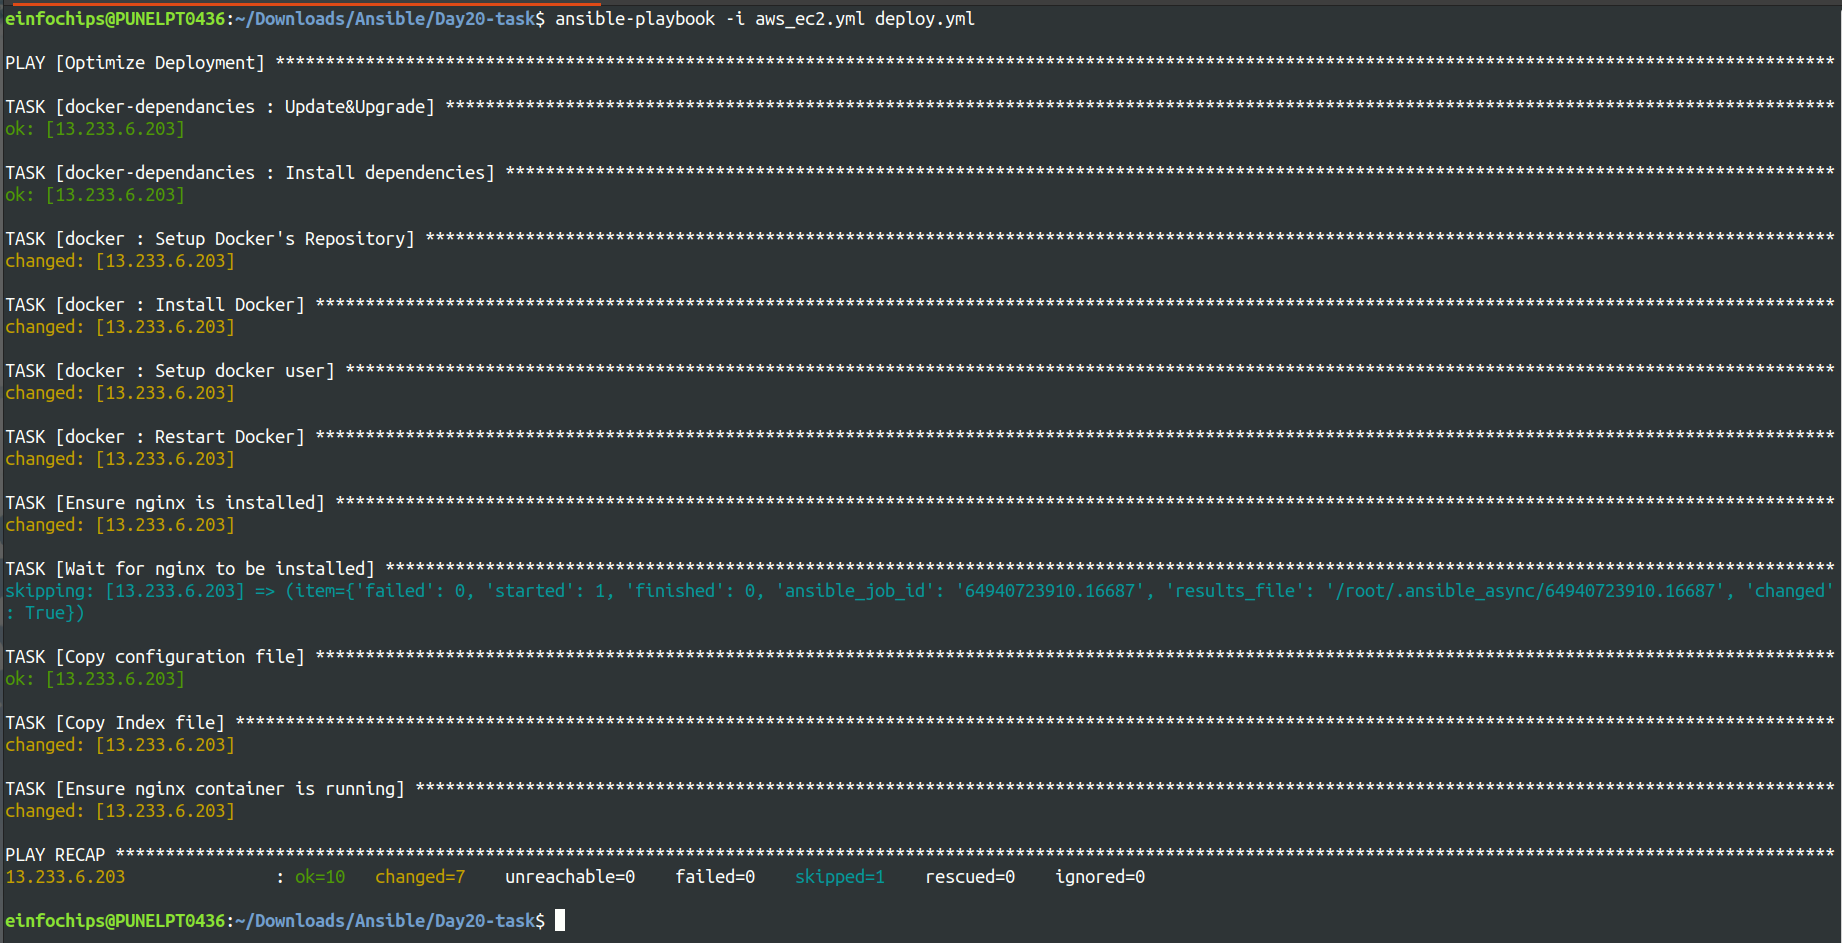 einfochips@PUNELPT0436:~/Downloads/Ansible/Day20-task$ ansible-playbook -i aws_ec2.yml deploy.yml
PLAY [Optimize Deployment] ************************************************************************************************************************************************************
TASK [docker-dependancies : Update&Upgrade] *******************************************************************************************************************************************
ok: [13.233.6.203]
TASK [docker-dependancies : Install dependencies] *************************************************************************************************************************************
ok: [13.233.6.203]
TASK [docker : Setup Docker's Repository] *********************************************************************************************************************************************
changed: [13.233.6.203]
TASK [docker : Install Docker] ********************************************************************************************************************************************************
changed: [13.233.6.203]
TASK [docker : Setup docker user] *****************************************************************************************************************************************************
changed: [13.233.6.203]
TASK [docker : Restart Docker] ********************************************************************************************************************************************************
changed: [13.233.6.203]
TASK [Ensure nginx is installed] ******************************************************************************************************************************************************
changed: [13.233.6.203]
TASK [Wait for nginx to be installed] *************************************************************************************************************************************************
skipping: [13.233.6.203] => (item={'failed': 0, 'started': 1, 'finished': 0, 'ansible_job_id': '64940723910.16687', 'results_file': '/root/.ansible_async/64940723910.16687', 'changed'
: True})
TASK [Copy configuration file] ********************************************************************************************************************************************************
ok: [13.233.6.203]
TASK [Copy Index file] ****************************************************************************************************************************************************************
changed: [13.233.6.203]
TASK [Ensure nginx container is running] **********************************************************************************************************************************************
changed: [13.233.6.203]
PLAY RECAP ****************************************************************************************************************************************************************************
13.233.6.203               : ok=10   changed=7    unreachable=0    failed=0    skipped=1    rescued=0    ignored=0
einfochips@PUNELPT0436:~/Downloads/Ansible/Day20-task$